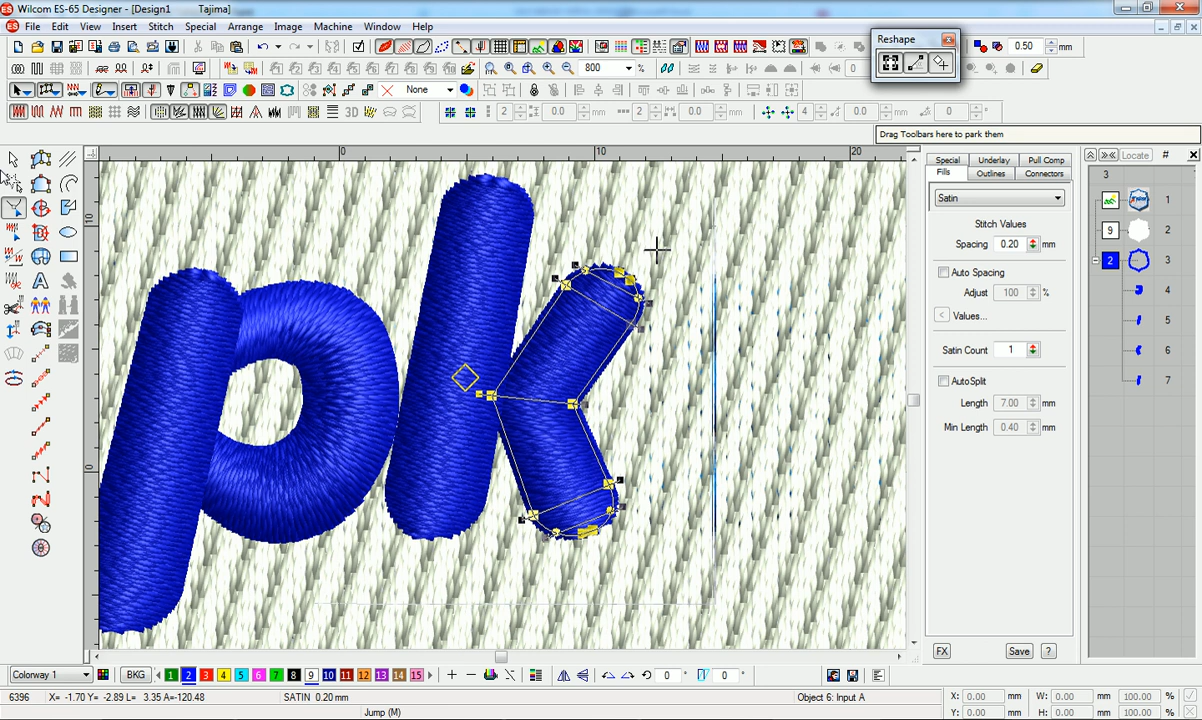 Wilcom ES-65 Designer - [Design1 Tajima]
File Edit View Insert Stitch Special Arrange Image Machine Window Help
Reshape
0.50 mm
800 %
None
2 0.0 mm 2 0.0 mm 4 0.0 mm 0 °
3D
Drag Toolbars here to park them
0 10 20
10
0
pk
Special Underlay Pull Comp
Fills Outlines Connectors
Satin
Stitch Values
Spacing 0.20 mm
Auto Spacing
Adjust 100 %
Values...
Satin Count 1
AutoSplit
Length 7.00 mm
Min Length 0.40 mm
FX Save ?
Locate #
3
1
9 2
2 3
4
5
6
7
Colorway 1 BKG 1 2 3 4 5 6 7 8 9 10 11 12 13 14 15 0 0
6396 X= -1.70 Y= -2.89 L= 3.35 A=-120.48 SATIN 0.20 mm Object 6: Input A
Jump (M)
X: 0.00 mm W: 0.00 mm 100.00 %
Y: 0.00 mm H: 0.00 mm 100.00 %